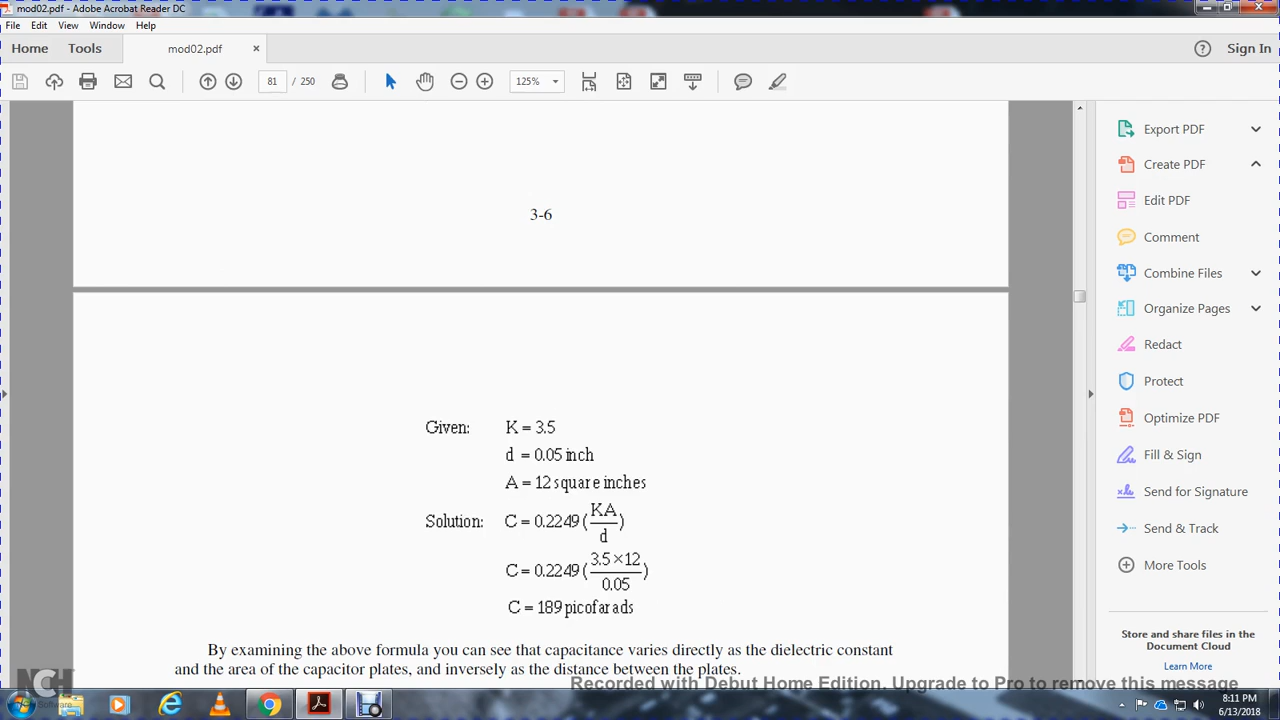 mod02.pdf - Adobe Acrobat Reader DC
File Edit View Window Help
Home Tools mod02.pdf × Sign In
81 / 250 125%
3-6
Given: K = 3.5
d = 0.05 inch
A = 12 square inches
Solution: C = 0.2249 (KA/d)
C = 0.2249 (3.5×12/0.05)
C = 189 picofarads
By examining the above formula you can see that capacitance varies directly as the dielectric constant
and the area of the capacitor plates, and inversely as the distance between the plates.
Export PDF
Create PDF
Edit PDF
Comment
Combine Files
Organize Pages
Redact
Protect
Optimize PDF
Fill & Sign
Send for Signature
Send & Track
More Tools
Store and share files in the
Document Cloud
Learn More
Recorded with Debut Home Edition. Upgrade to Pro to remove this message
NCH
Software
8:11 PM
6/13/2018